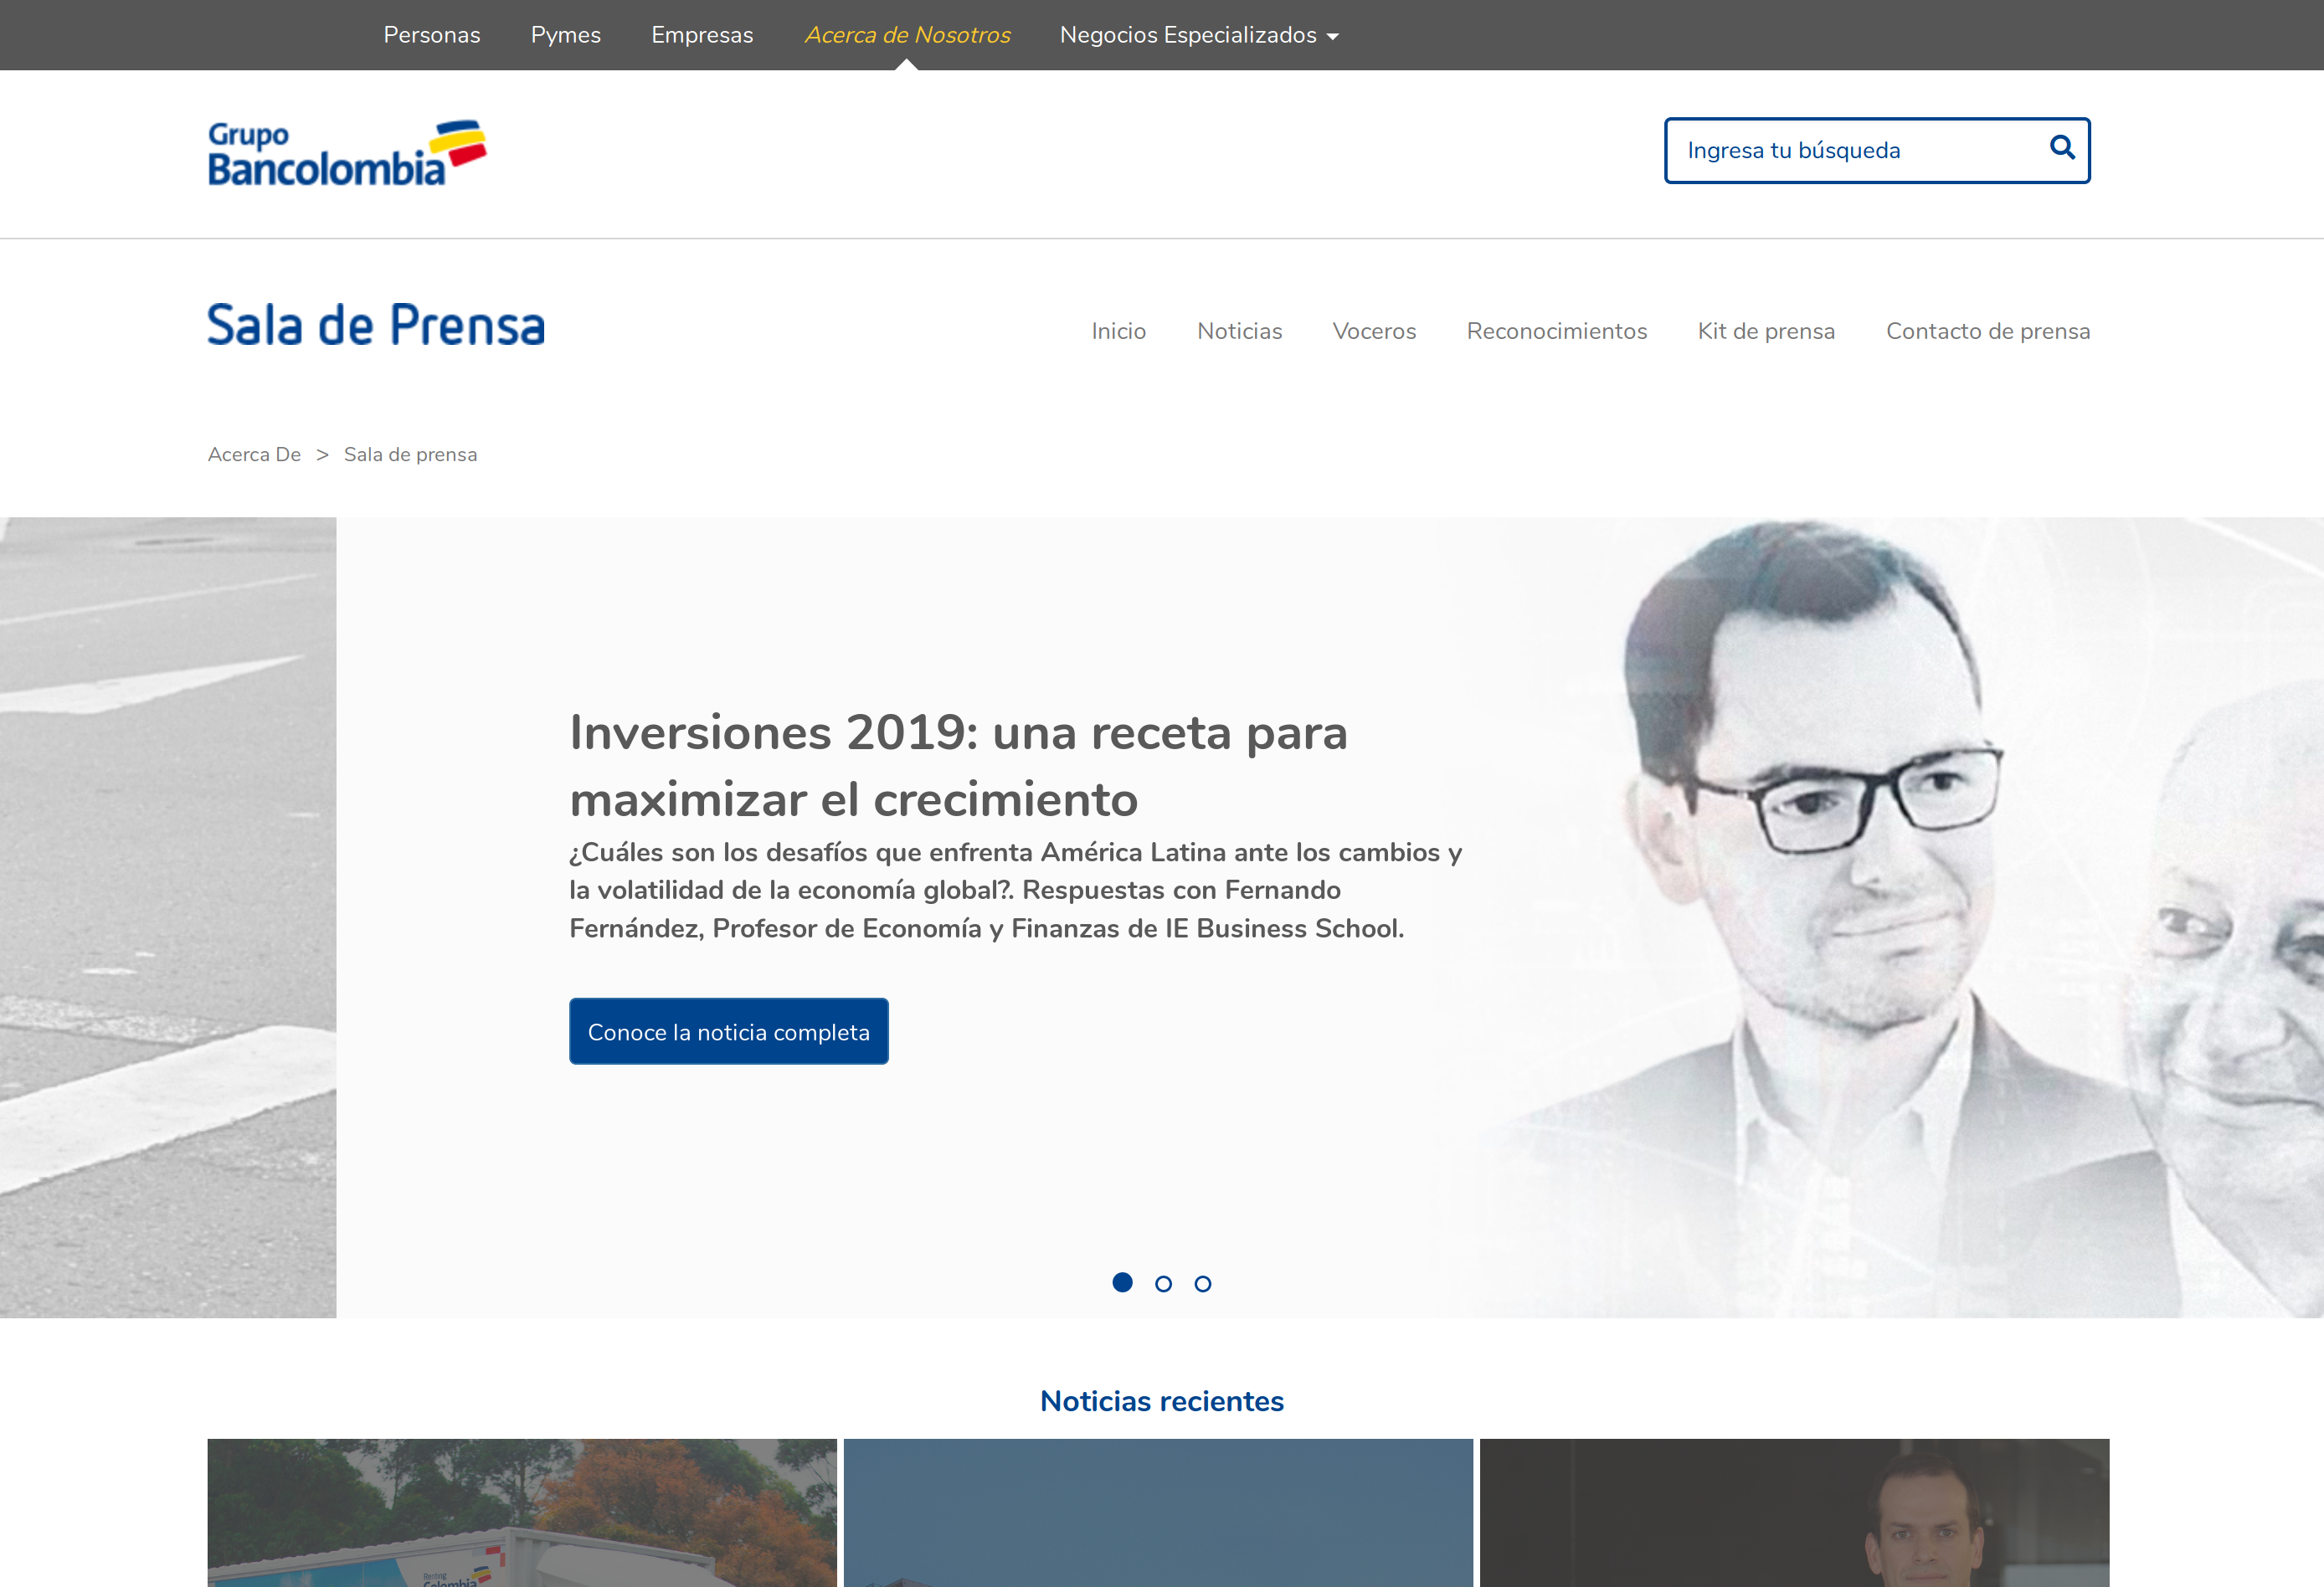 Personas Pymes Empresas Acerca de Nosotros Negocios Especializados
Grupo
Bancolombia
Ingresa tu búsqueda
Sala de Prensa
Inicio Noticias Voceros Reconocimientos Kit de prensa Contacto de prensa
Acerca De > Sala de prensa
Inversiones 2019: una receta para
maximizar el crecimiento
¿Cuáles son los desafíos que enfrenta América Latina ante los cambios y
la volatilidad de la economía global?. Respuestas con Fernando
Fernández, Profesor de Economía y Finanzas de IE Business School.
Conoce la noticia completa
Noticias recientes
Renting
Colombia